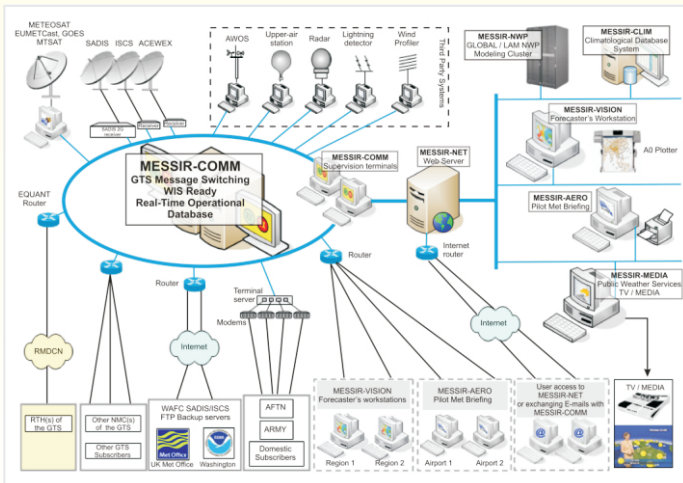 METEOSAT
EUMETCast, GOES
MTSAT
SADIS ISCS ACEWEX
SADIS 2G
receiver
Receiver
Receiver
AWOS
Upper-air
station
Radar
Lightning
detector
Wind
Profiler
Third Party Systems
MESSIR-NWP
GLOBAL / LAM NWP
Modeling Cluster
MESSIR-CLIM
Climatological Database
System
MESSIR-VISION
Forecaster's Workstation
A0 Plotter
MESSIR-COMM
GTS Message Switching
WIS Ready
Real-Time Operational
Database
MESSIR-COMM
Supervision terminals
MESSIR-NET
Web Server
MESSIR-AERO
Pilot Met Briefing
EQUANT
Router
Router
Terminal
server
Modems
Router
Internet
router
MESSIR-MEDIA
Public Weather Services
TV / MEDIA
RMDCN
Internet
Internet
RTH(s) of
the GTS
Other NMC(s)
of the GTS
Other GTS
Subscribers
WAFC SADIS/ISCS
FTP Backup servers
Met Office
UK Met Office
Washington
AFTN
ARMY
Domestic
Subscribers
MESSIR-VISION
Forecaster's workstations
Region 1
Region 2
MESSIR-AERO
Pilot Met Briefing
Airport 1
Airport 2
User access to
MESSIR-NET
or exchanging E-mails with
MESSIR-COMM
@
@
TV / MEDIA